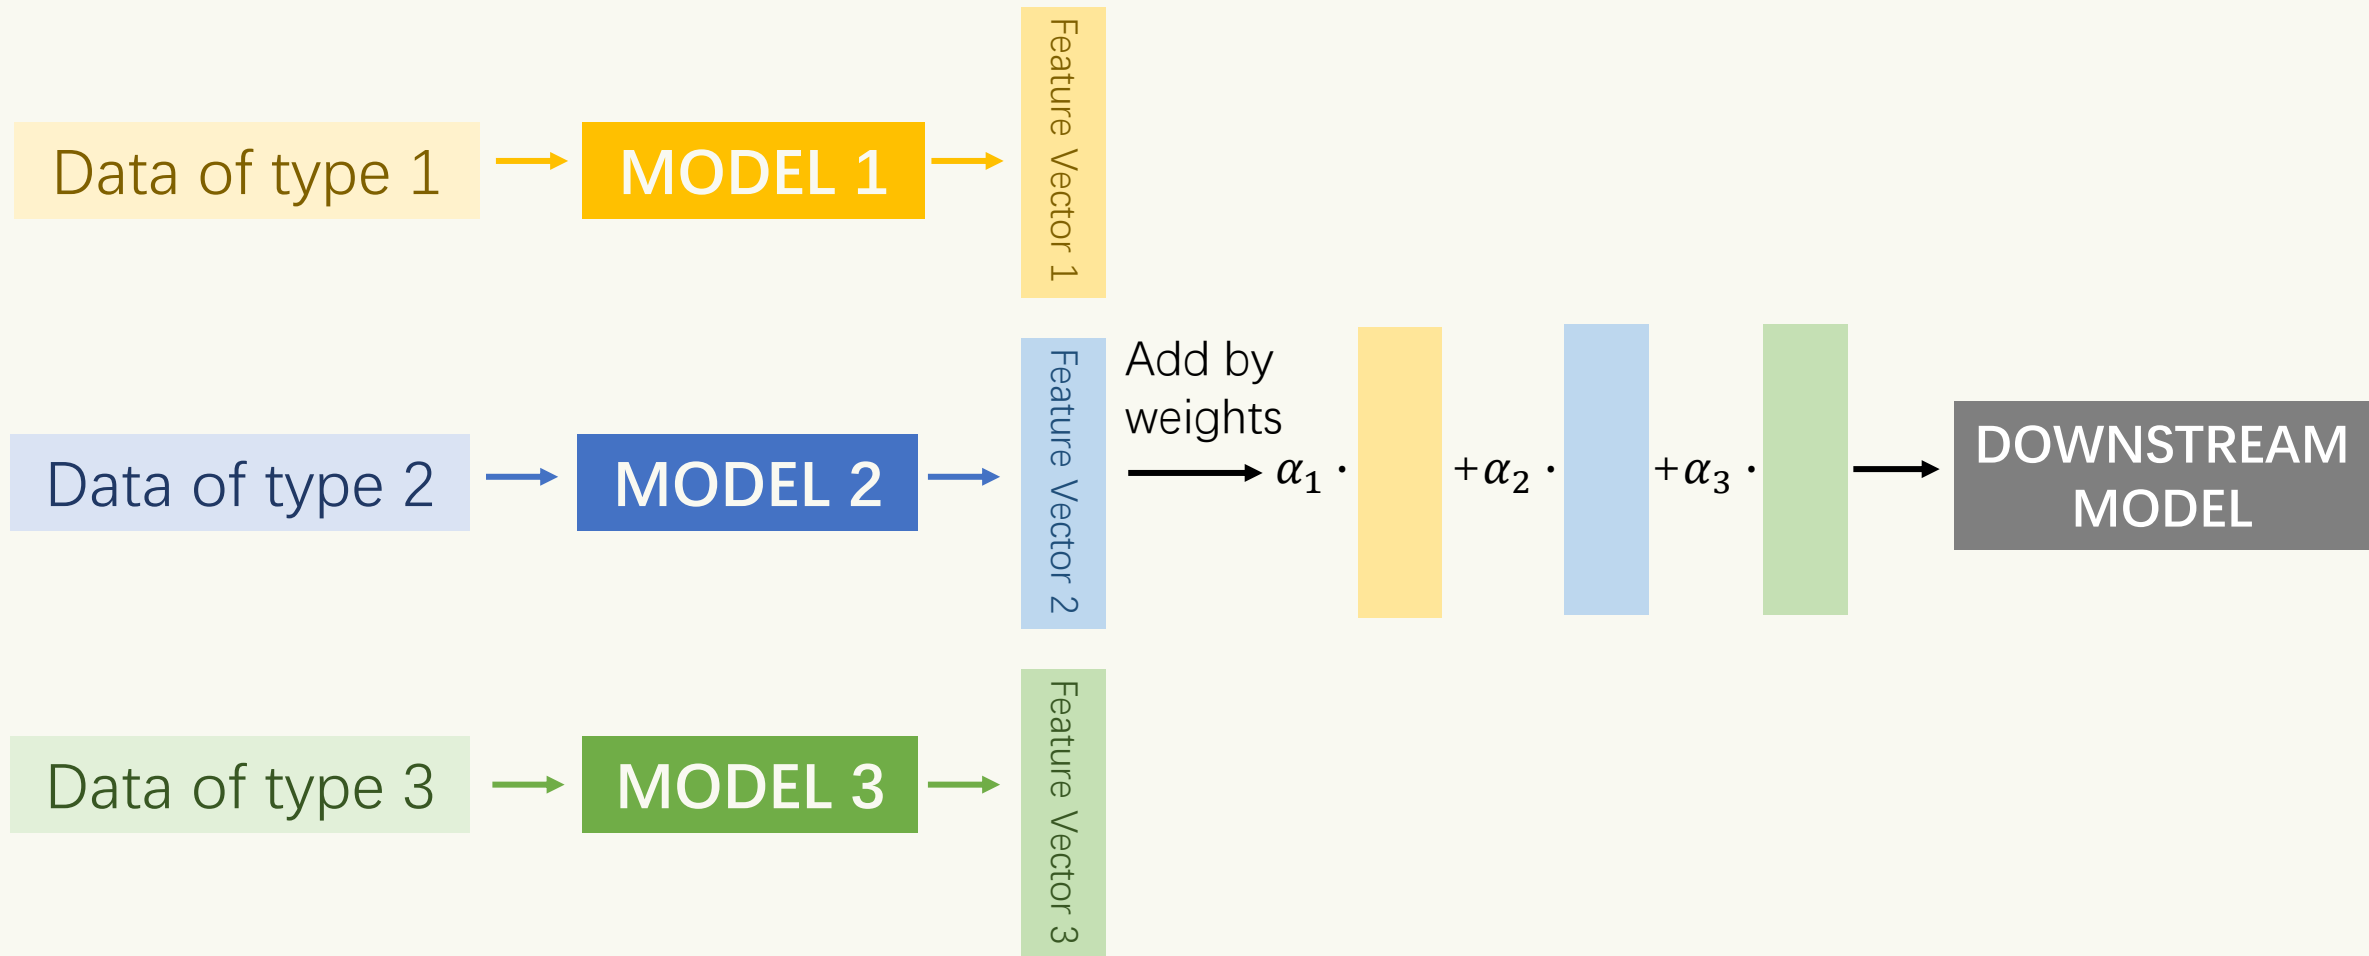 Data of type 1
MODEL 1
Feature Vector 1
Data of type 2
MODEL 2
Feature Vector 2
Add by
weights
α₁ · +α₂ · +α₃ ·
DOWNSTREAM
MODEL
Data of type 3
MODEL 3
Feature Vector 3